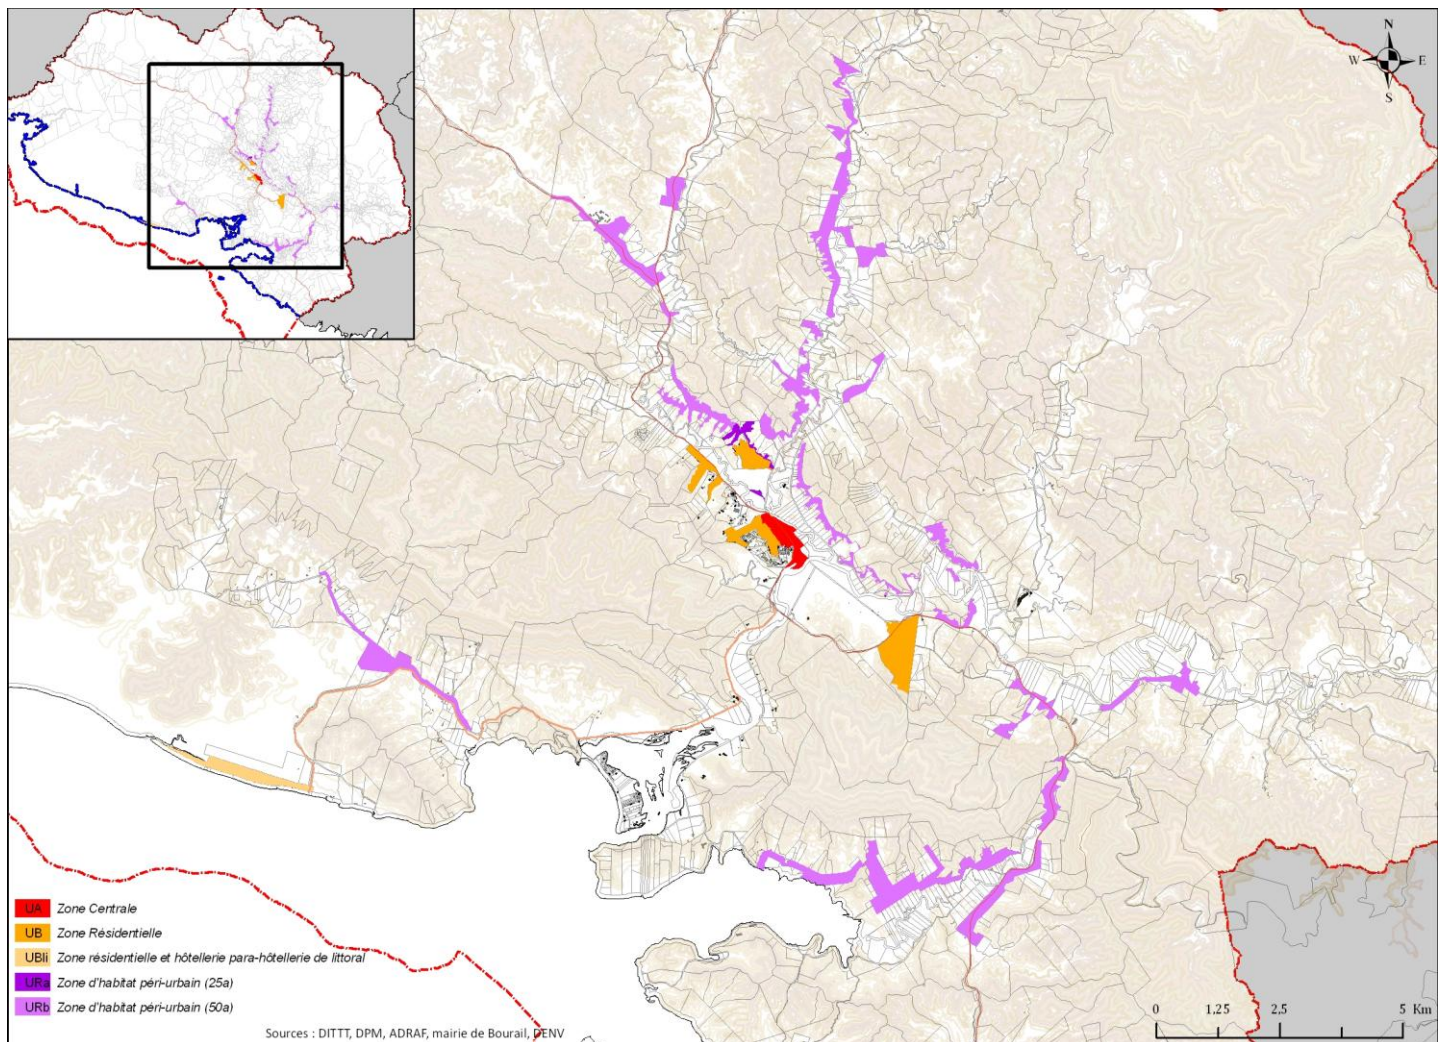 N
W E
S
UA Zone Centrale
UB Zone Résidentielle
UBli Zone résidentielle et hôtellerie para-hôtellerie de littoral
URa Zone d'habitat péri-urbain (25a)
URb Zone d'habitat péri-urbain (50a)
Sources : DITTT, DPM, ADRAF, mairie de Bourail, DENV
0 1,25 2,5 5 Km